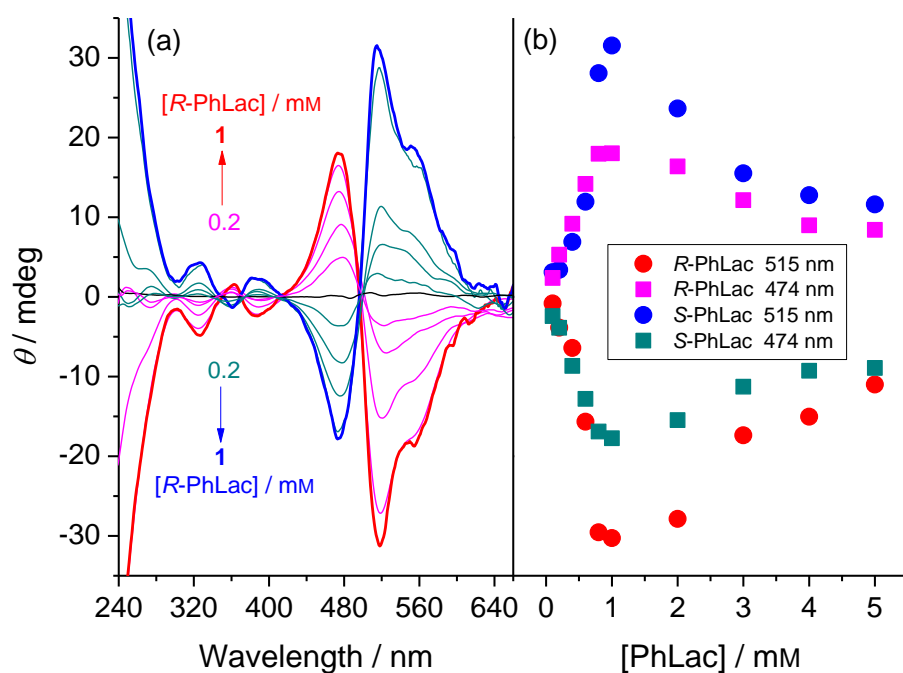 (a)
(b)
[R-PhLac] / mM
1
0.2
0.2
1
[R-PhLac] / mM
θ / mdeg
30
20
10
0
-10
-20
-30
240 320 400 480 560 640
Wavelength / nm
R-PhLac 515 nm
R-PhLac 474 nm
S-PhLac 515 nm
S-PhLac 474 nm
0 1 2 3 4 5
[PhLac] / mM